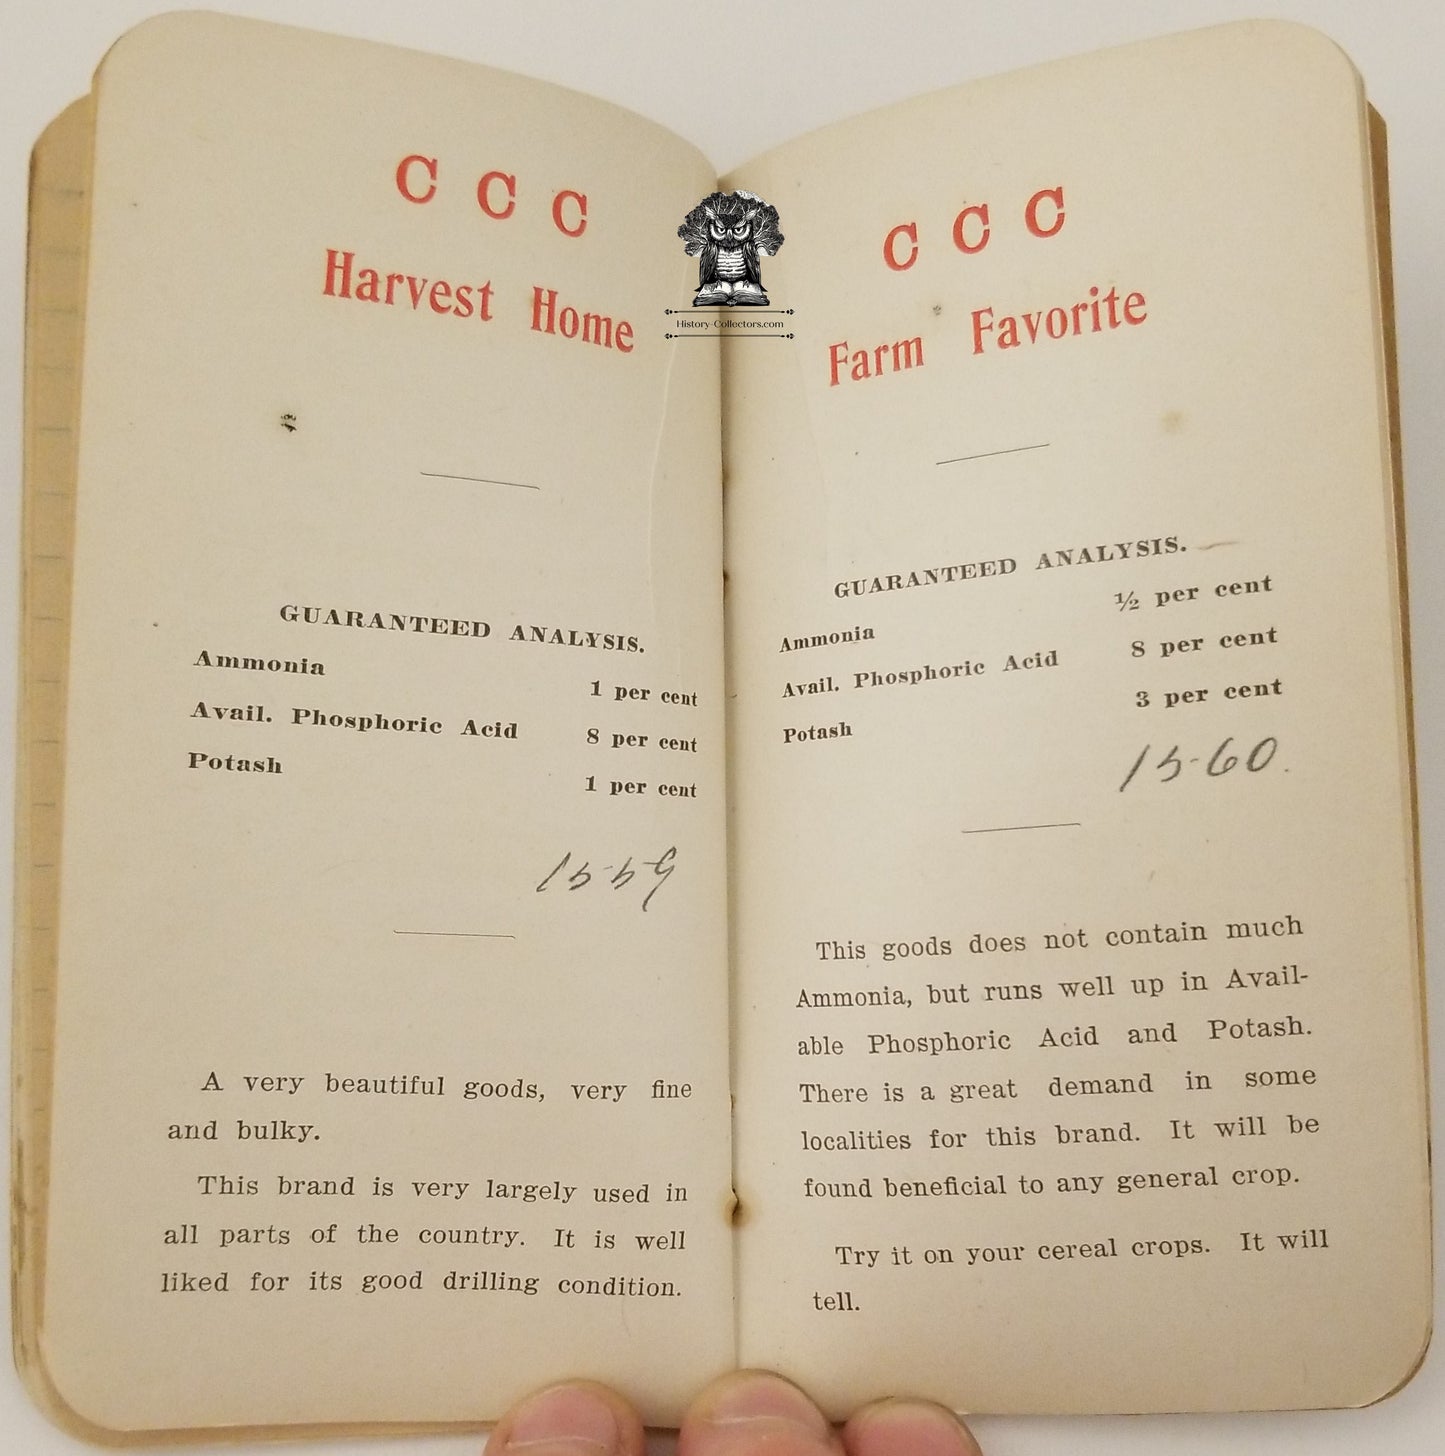 C C C
Harvest Home
GUARANTEED ANALYSIS.
Ammonia 1 per cent
Avail. Phosphoric Acid 8 per cent
Potash 1 per cent
15-59
A very beautiful goods, very fine
and bulky.
This brand is very largely used in
all parts of the country. It is well
liked for its good drilling condition.
History-Collectors.com
C C C
Farm Favorite
GUARANTEED ANALYSIS.
Ammonia ½ per cent
Avail. Phosphoric Acid 8 per cent
Potash 3 per cent
15-60.
This goods does not contain much
Ammonia, but runs well up in Avail-
able Phosphoric Acid and Potash.
There is a great demand in some
localities for this brand. It will be
found beneficial to any general crop.
Try it on your cereal crops. It will
tell.